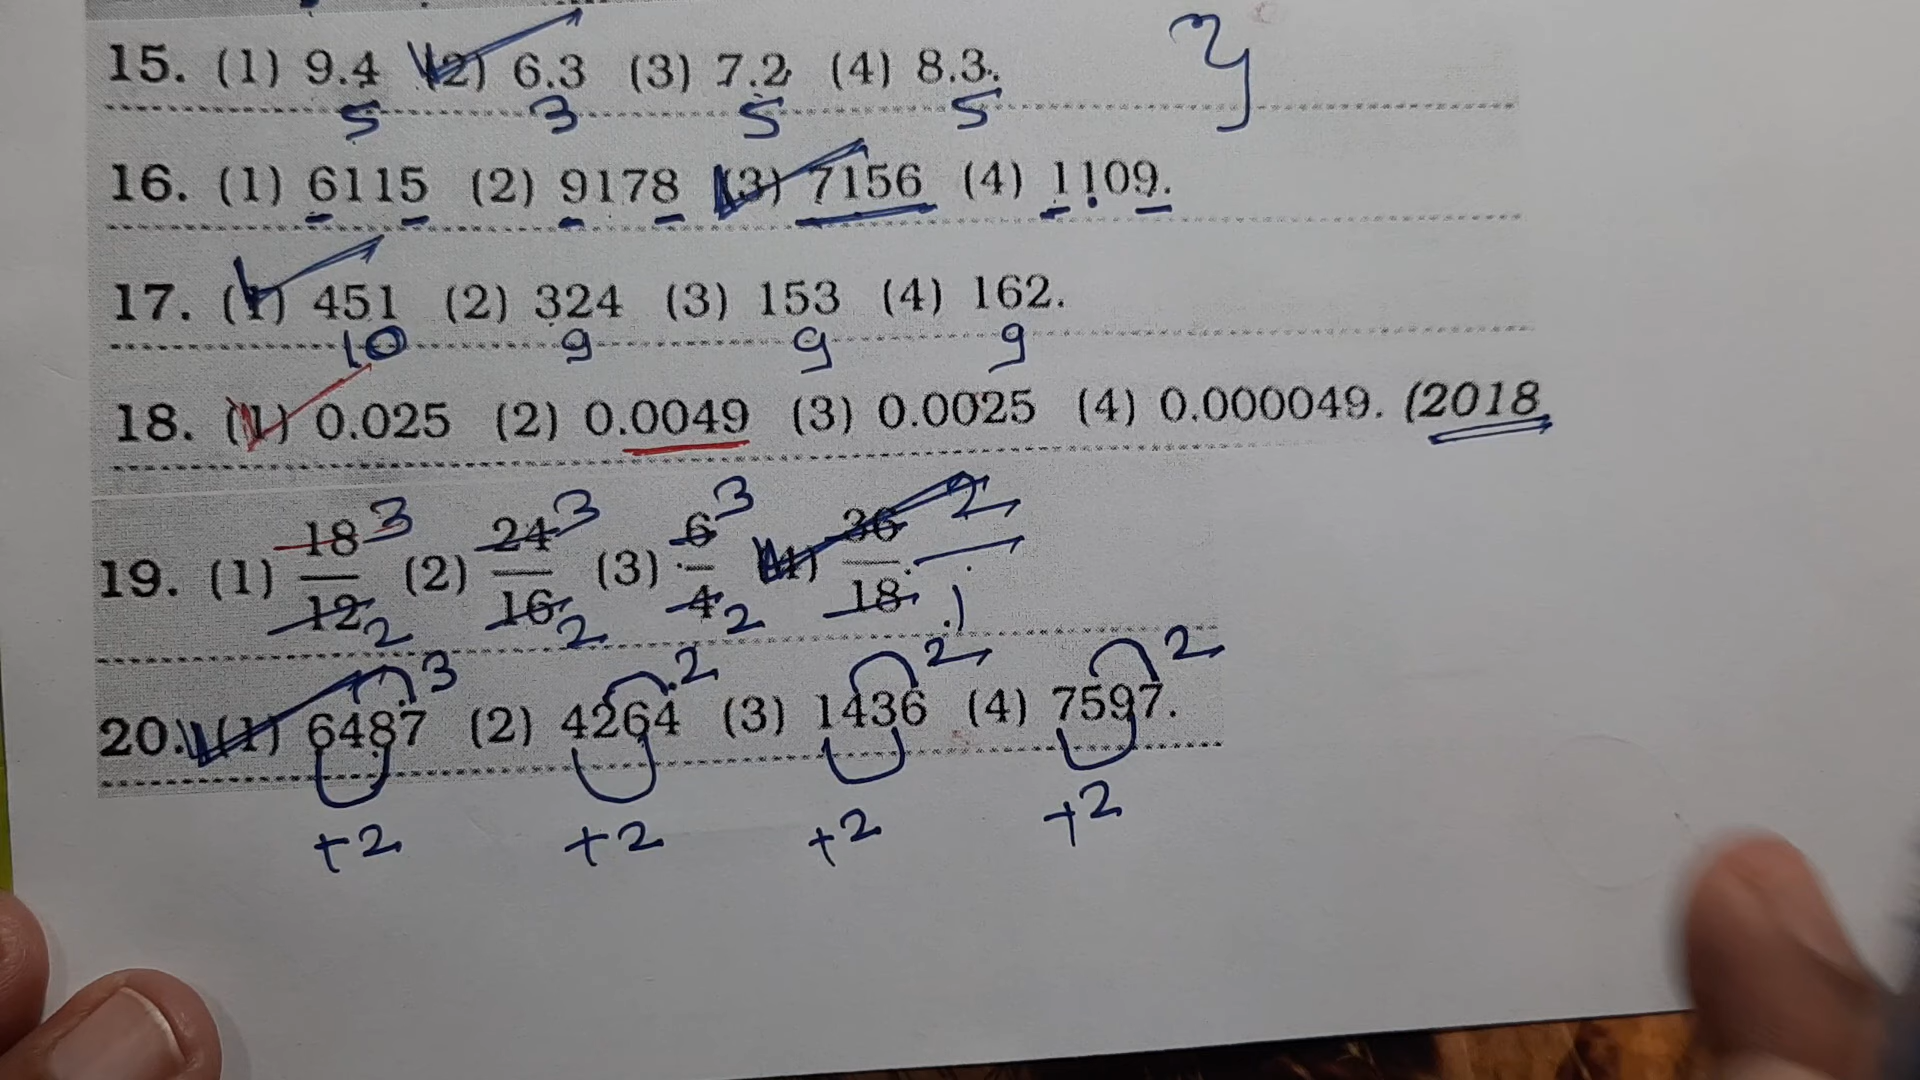 15. (1) 9.4 (2) 6.3 (3) 7.2 (4) 8.3.
5 3 5 5
16. (1) 6115 (2) 9178 (3) 7156 (4) 1109.
17. (1) 451 (2) 324 (3) 153 (4) 162.
10 9 9 9
18. (1) 0.025 (2) 0.0049 (3) 0.0025 (4) 0.000049. (2018
3 3 3 2
19. (1) 18/12 (2) 24/16 (3) 6/4 (4) 36/18.
2 2 2 1
3 2 2 2
20. (1) 6487 (2) 4264 (3) 1436 (4) 7597.
+2 +2 +2 +2